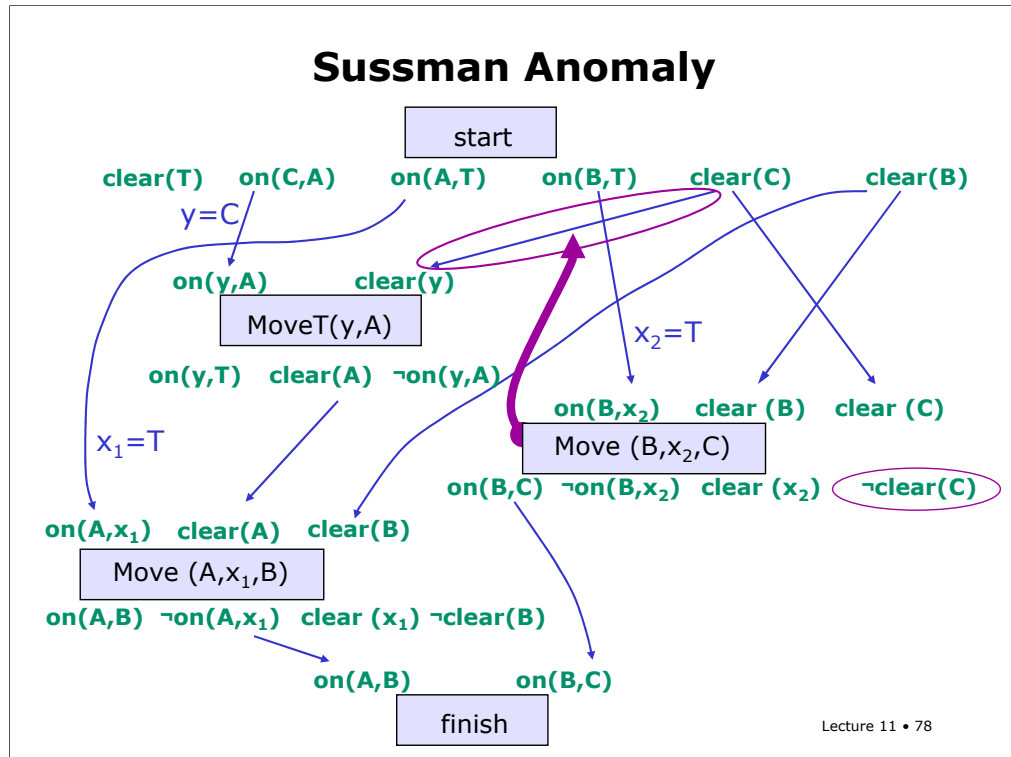 Sussman Anomaly
start
clear(T) on(C,A) on(A,T) on(B,T) clear(C) clear(B)
y=C
on(y,A) clear(y)
MoveT(y,A)
x₂=T
on(y,T) clear(A) ¬on(y,A)
on(B,x₂) clear (B) clear (C)
x₁=T
Move (B,x₂,C)
on(B,C) ¬on(B,x₂) clear (x₂) ¬clear(C)
on(A,x₁) clear(A) clear(B)
Move (A,x₁,B)
on(A,B) ¬on(A,x₁) clear (x₁) ¬clear(B)
on(A,B) on(B,C)
finish
Lecture 11 • 78